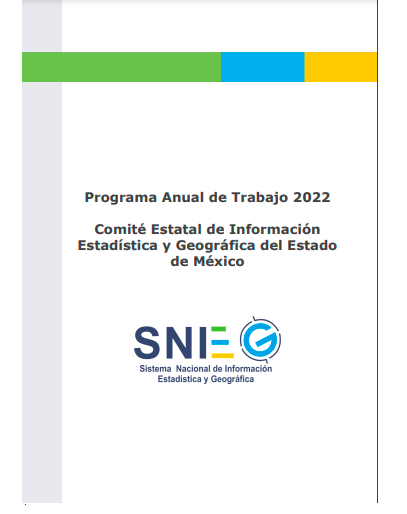 Programa Anual de Trabajo 2022
Comité Estatal de Información
Estadística y Geográfica del Estado
de México
SNIEG
Sistema Nacional de Información
Estadística y Geográfica